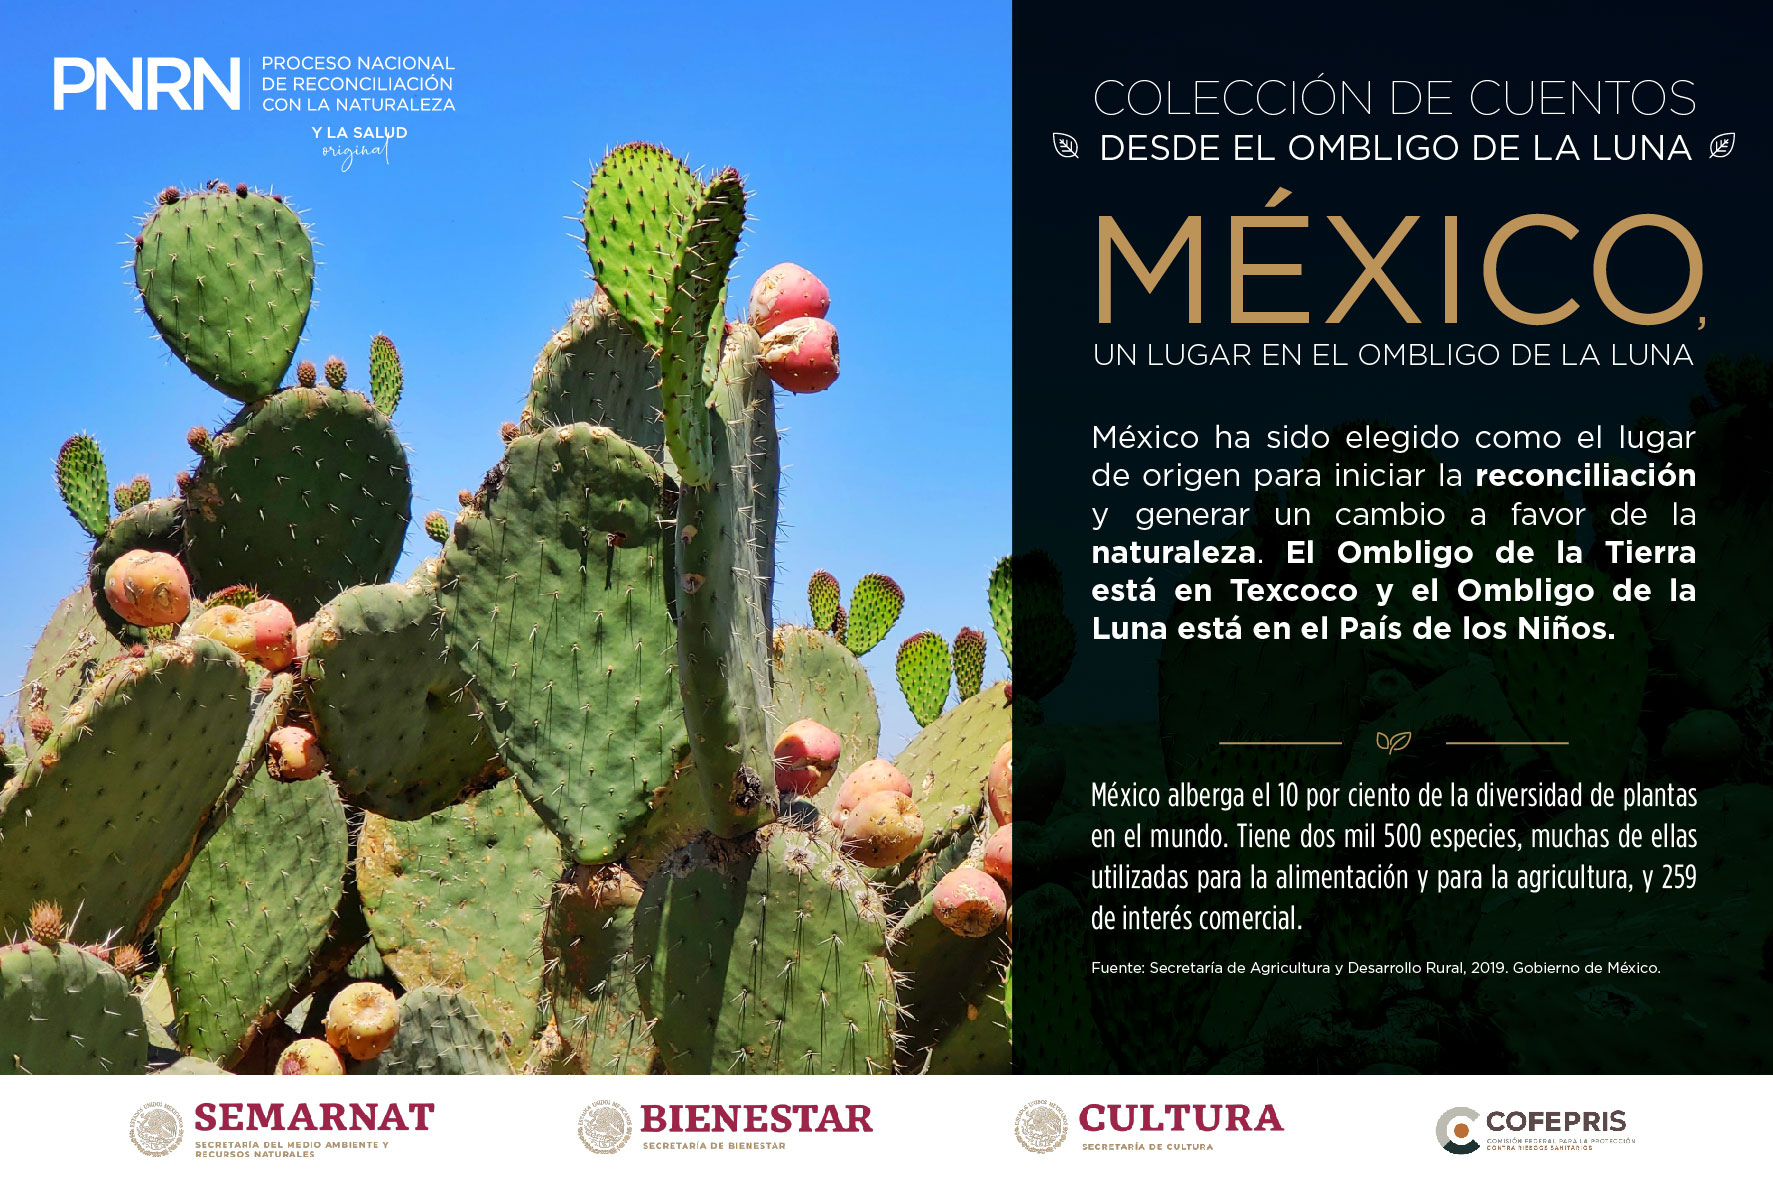 PNRN
PROCESO NACIONAL
DE RECONCILIACIÓN
CON LA NATURALEZA
Y LA SALUD
original
COLECCIÓN DE CUENTOS
DESDE EL OMBLIGO DE LA LUNA
MÉXICO,
UN LUGAR EN EL OMBLIGO DE LA LUNA
México ha sido elegido como el lugar
de origen para iniciar la reconciliación
y generar un cambio a favor de la
naturaleza. El Ombligo de la Tierra
está en Texcoco y el Ombligo de la
Luna está en el País de los Niños.
México alberga el 10 por ciento de la diversidad de plantas
en el mundo. Tiene dos mil 500 especies, muchas de ellas
utilizadas para la alimentación y para la agricultura, y 259
de interés comercial.
Fuente: Secretaría de Agricultura y Desarrollo Rural, 2019. Gobierno de México.
SEMARNAT
SECRETARÍA DEL MEDIO AMBIENTE Y
RECURSOS NATURALES
BIENESTAR
SECRETARÍA DE BIENESTAR
CULTURA
SECRETARÍA DE CULTURA
COFEPRIS
COMISIÓN FEDERAL PARA LA PROTECCIÓN
CONTRA RIESGOS SANITARIOS